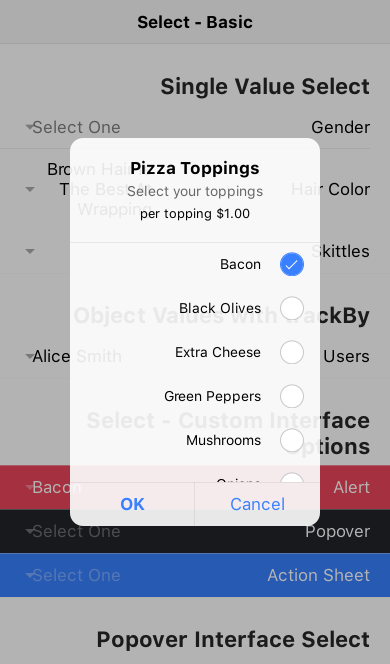 Select - Basic
Single Value Select
Gender
Select One
Hair Color
Brown Hair
The Best In
Wrapping
Skittles
Object Values with trackBy
Users
Alice Smith
Select - Custom Interface
Options
Alert
Bacon
Popover
Select One
Action Sheet
Select One
Popover Interface Select
Pizza Toppings
Select your toppings
per topping $1.00
Bacon
Black Olives
Extra Cheese
Green Peppers
Mushrooms
Onions
OK
Cancel